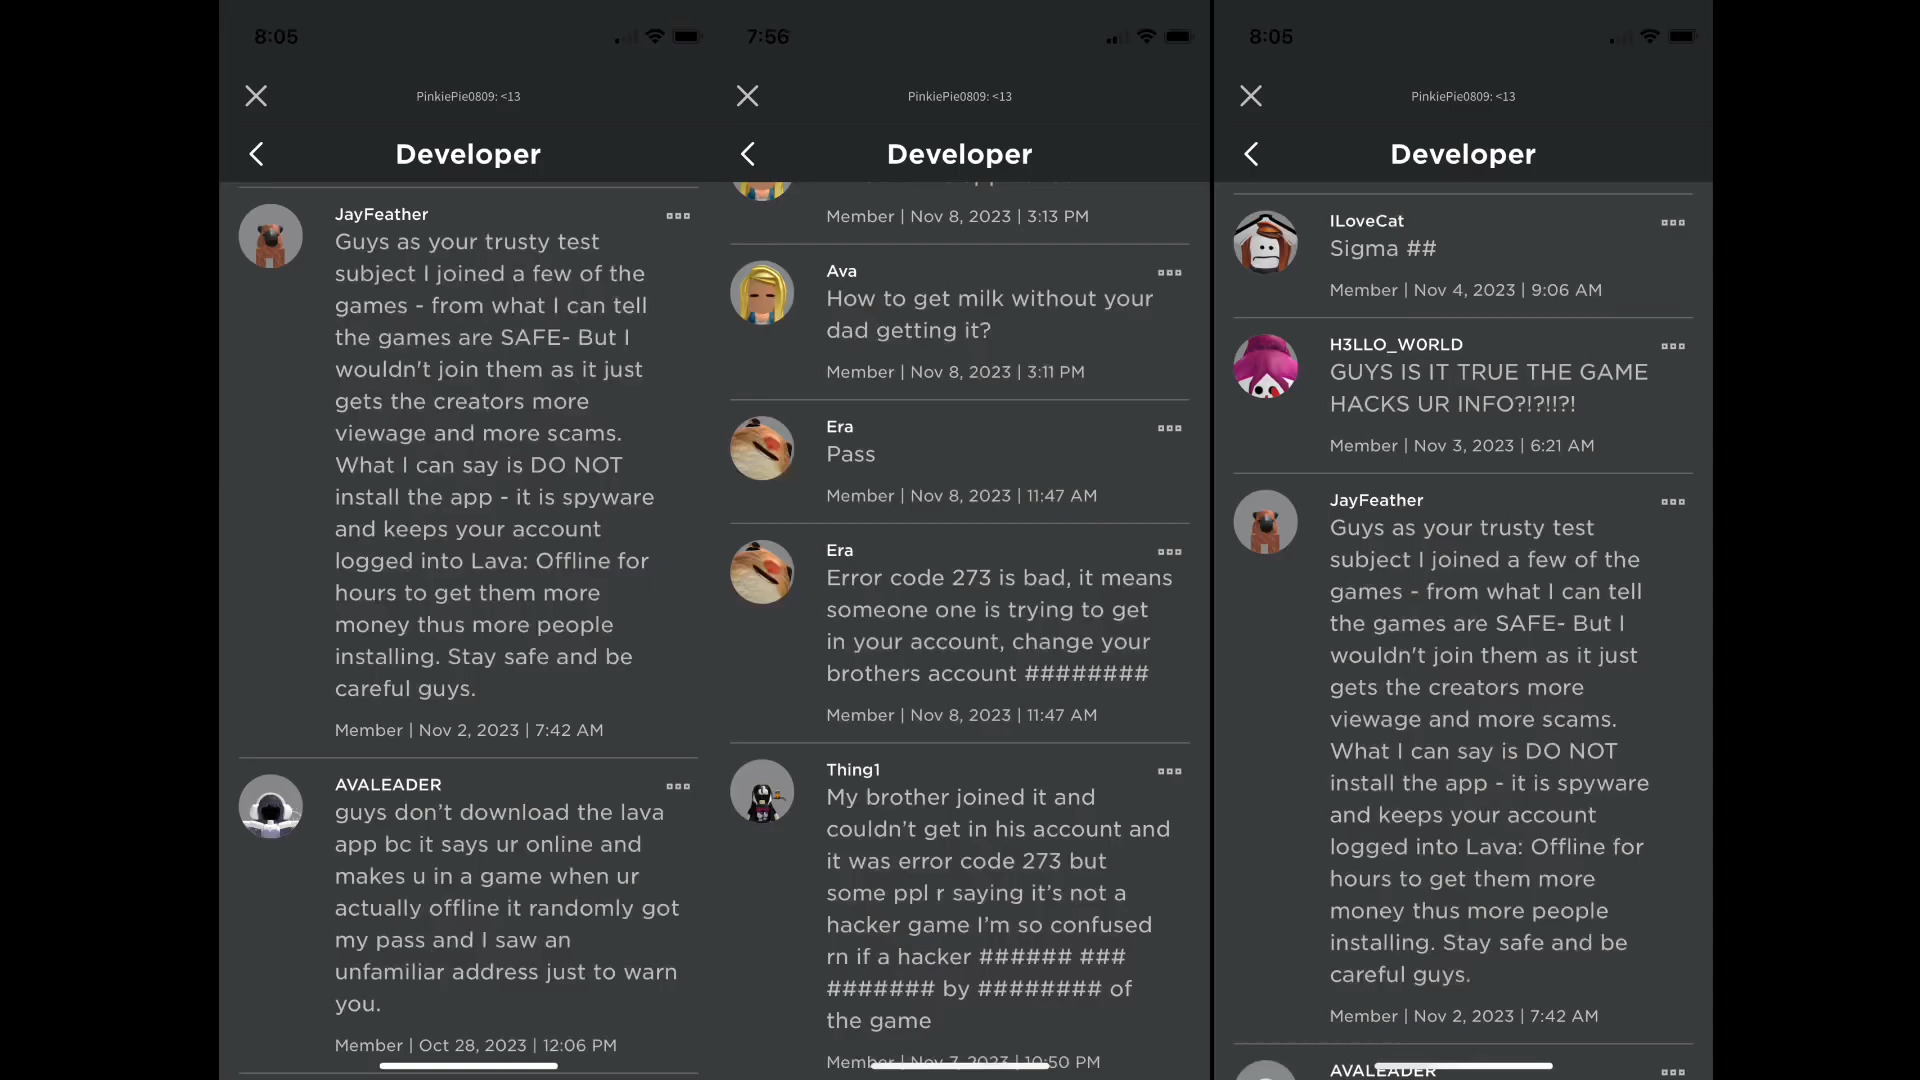 8:05
PinkiePie0809: <13
Developer
JayFeather
Guys as your trusty test
subject I joined a few of the
games - from what I can tell
the games are SAFE- But I
wouldn't join them as it just
gets the creators more
viewage and more scams.
What I can say is DO NOT
install the app - it is spyware
and keeps your account
logged into Lava: Offline for
hours to get them more
money thus more people
installing. Stay safe and be
careful guys.
Member | Nov 2, 2023 | 7:42 AM
AVALEADER
guys don’t download the lava
app bc it says ur online and
makes u in a game when ur
actually offline it randomly got
my pass and I saw an
unfamiliar address just to warn
you.
Member | Oct 28, 2023 | 12:06 PM
7:56
PinkiePie0809: <13
Developer
Member | Nov 8, 2023 | 3:13 PM
Ava
How to get milk without your
dad getting it?
Member | Nov 8, 2023 | 3:11 PM
Era
Pass
Member | Nov 8, 2023 | 11:47 AM
Era
Error code 273 is bad, it means
someone one is trying to get
in your account, change your
brothers account ########
Member | Nov 8, 2023 | 11:47 AM
Thing1
My brother joined it and
couldn’t get in his account and
it was error code 273 but
some ppl r saying it’s not a
hacker game I’m so confused
rn if a hacker ###### ###
####### by ######## of
the game
Member | Nov 7, 2023 | 10:50 PM
8:05
PinkiePie0809: <13
Developer
ILoveCat
Sigma ##
Member | Nov 4, 2023 | 9:06 AM
H3LLO_W0RLD
GUYS IS IT TRUE THE GAME
HACKS UR INFO?!?!!?!
Member | Nov 3, 2023 | 6:21 AM
JayFeather
Guys as your trusty test
subject I joined a few of the
games - from what I can tell
the games are SAFE- But I
wouldn't join them as it just
gets the creators more
viewage and more scams.
What I can say is DO NOT
install the app - it is spyware
and keeps your account
logged into Lava: Offline for
hours to get them more
money thus more people
installing. Stay safe and be
careful guys.
Member | Nov 2, 2023 | 7:42 AM
AVALEADER